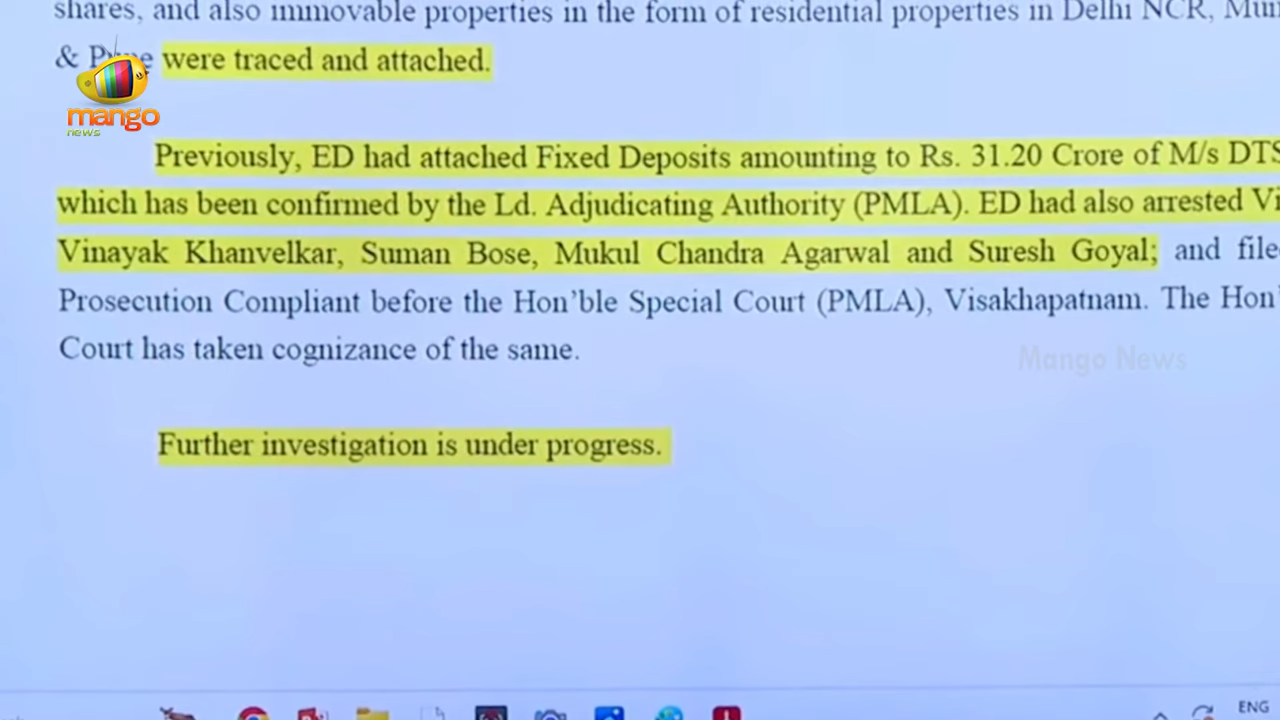 shares, and also immovable properties in the form of residential properties in Delhi NCR,
& were traced and attached.
mango
news
Previously, ED had attached Fixed Deposits amounting to Rs. 31.20 Crore of M/s
which has been confirmed by the Ld. Adjudicating Authority (PMLA). ED had also arrested
Vinayak Khanvelkar, Suman Bose, Mukul Chandra Agarwal and Suresh Goyal; and
Prosecution Compliant before the Hon’ble Special Court (PMLA), Visakhapatnam. The
Court has taken cognizance of the same.
Mango News
Further investigation is under progress.
ENG